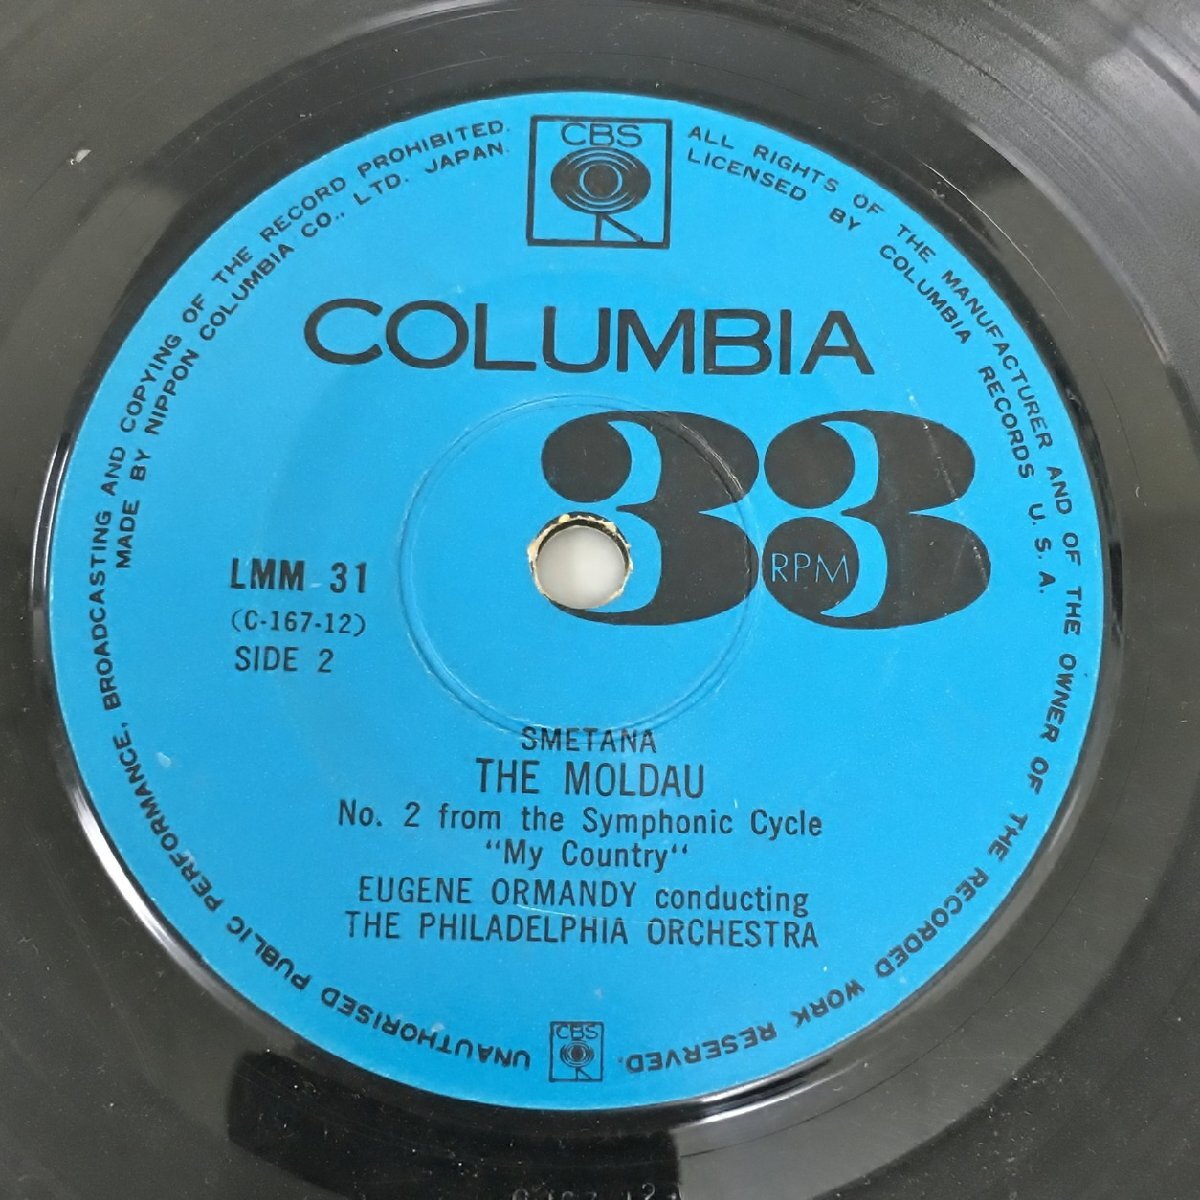 CBS
ALL RIGHTS OF THE MANUFACTURER AND OF THE OWNER OF THE RECORDED WORK RESERVED.
LICENSED BY COLUMBIA RECORDS U.S.A.
UNAUTHORISED PUBLIC PERFORMANCE, BROADCASTING AND COPYING OF THE RECORD PROHIBITED.
MADE BY NIPPON COLUMBIA CO., LTD. JAPAN.
COLUMBIA
33
RPM
LMM 31
(C-167-12)
SIDE 2
SMETANA
THE MOLDAU
No. 2 from the Symphonic Cycle
"My Country"
EUGENE ORMANDY conducting
THE PHILADELPHIA ORCHESTRA
CBS